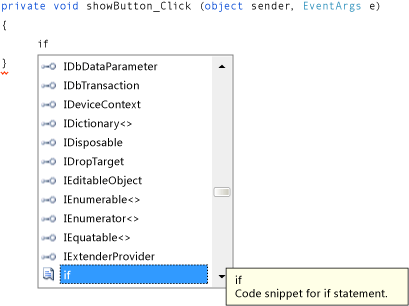 private void showButton_Click (object sender, EventArgs e)
{
if
}
IDbDataParameter
IDbTransaction
IDeviceContext
IDictionary<>
IDisposable
IDropTarget
IEditableObject
IEnumerable<>
IEnumerator<>
IEquatable<>
IExtenderProvider
if
if
Code snippet for if statement.